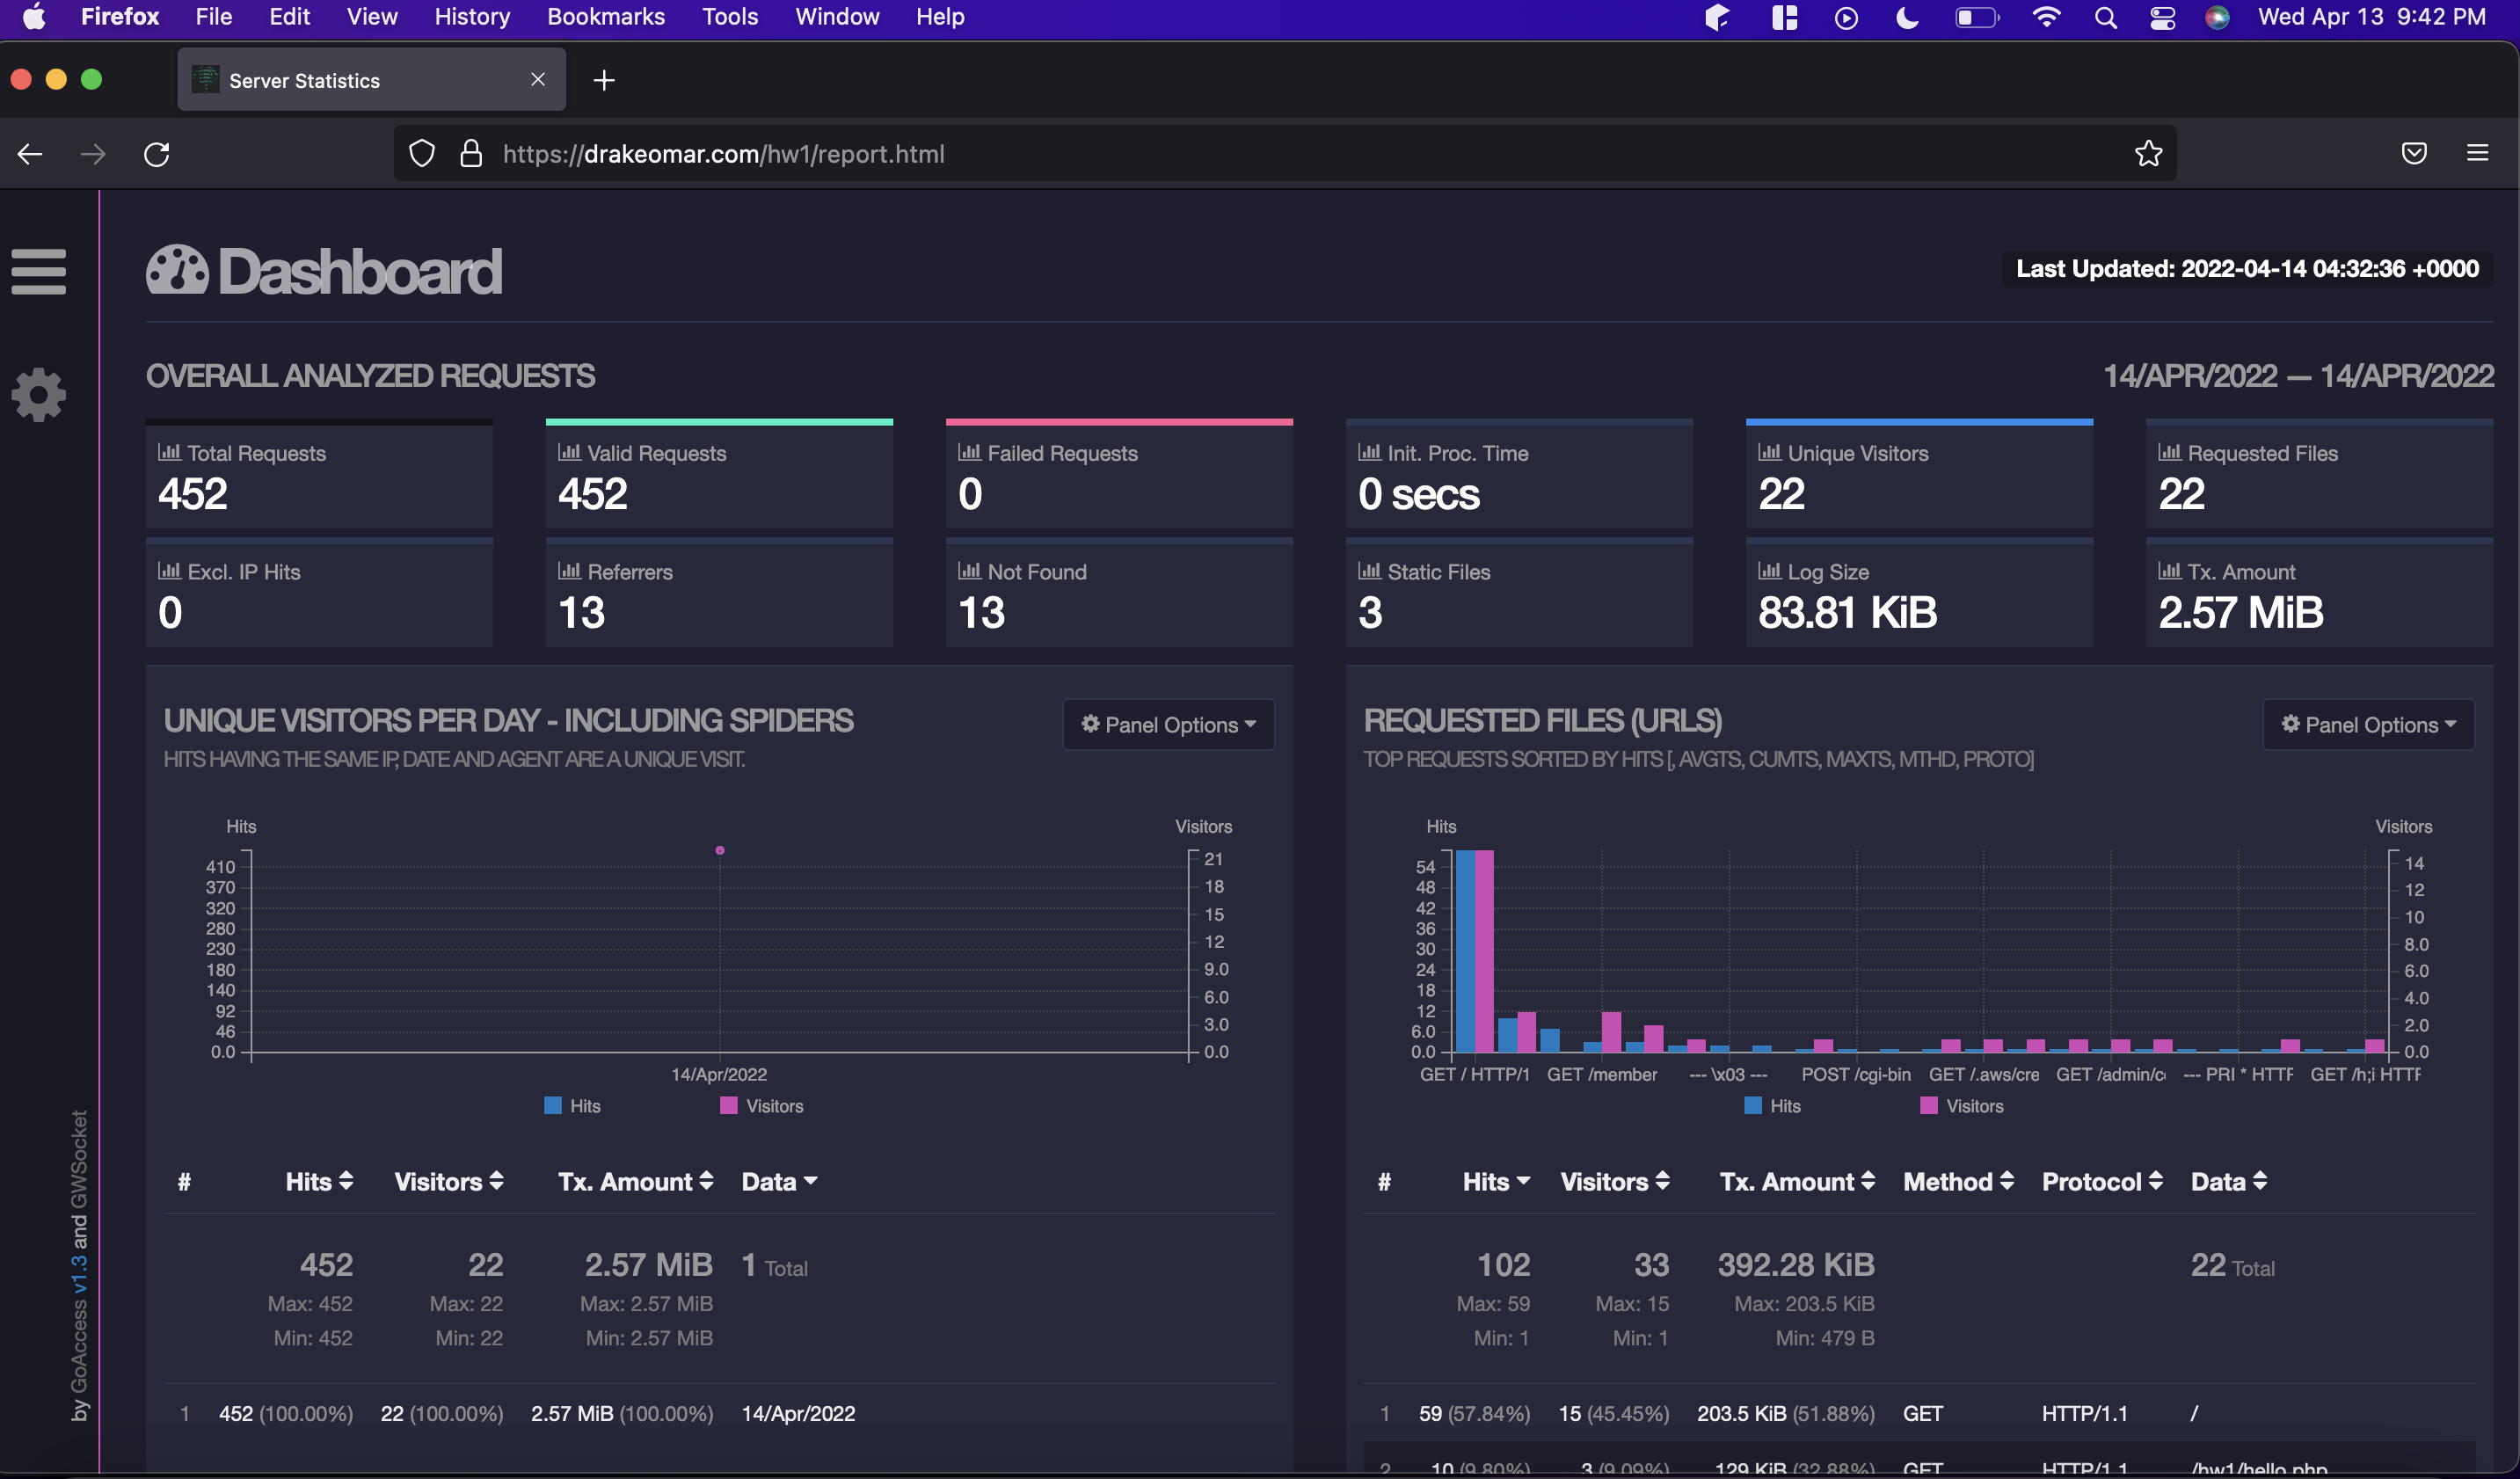 Firefox File Edit View History Bookmarks Tools Window Help Wed Apr 13 9:42 PM
Server Statistics
https://drakeomar.com/hw1/report.html
Dashboard
Last Updated: 2022-04-14 04:32:36 +0000
OVERALL ANALYZED REQUESTS
14/APR/2022 — 14/APR/2022
Total Requests
452
Valid Requests
452
Failed Requests
0
Init. Proc. Time
0 secs
Unique Visitors
22
Requested Files
22
Excl. IP Hits
0
Referrers
13
Not Found
13
Static Files
3
Log Size
83.81 KiB
Tx. Amount
2.57 MiB
UNIQUE VISITORS PER DAY - INCLUDING SPIDERS
Panel Options
HITS HAVING THE SAME IP, DATE AND AGENT ARE A UNIQUE VISIT.
Hits Visitors
410 21
370 18
320 15
280 12
230 9.0
180 6.0
140 3.0
92 0.0
46
0.0
14/Apr/2022
Hits Visitors
# Hits Visitors Tx. Amount Data
452 22 2.57 MiB 1 Total
Max: 452 Max: 22 Max: 2.57 MiB
Min: 452 Min: 22 Min: 2.57 MiB
1 452 (100.00%) 22 (100.00%) 2.57 MiB (100.00%) 14/Apr/2022
REQUESTED FILES (URLS)
Panel Options
TOP REQUESTS SORTED BY HITS [, AVGTS, CUMTS, MAXTS, MTHD, PROTO]
Hits Visitors
54 14
48 12
42 10
36 8.0
30 6.0
24 4.0
18 2.0
12 0.0
6.0
0.0
GET / HTTP/1 GET /member --- \x03 --- POST /cgi-bin GET /.aws/cre GET /admin/c --- PRI * HTTP GET /h;i HTTP
Hits Visitors
# Hits Visitors Tx. Amount Method Protocol Data
102 33 392.28 KiB 22 Total
Max: 59 Max: 15 Max: 203.5 KiB
Min: 1 Min: 1 Min: 479 B
1 59 (57.84%) 15 (45.45%) 203.5 KiB (51.88%) GET HTTP/1.1 /
2 10 (9.80%) 3 (9.09%) 129 KiB (32.88%) GET HTTP/1.1 /hw1/hello.php
by GoAccess v1.3 and GWSocket